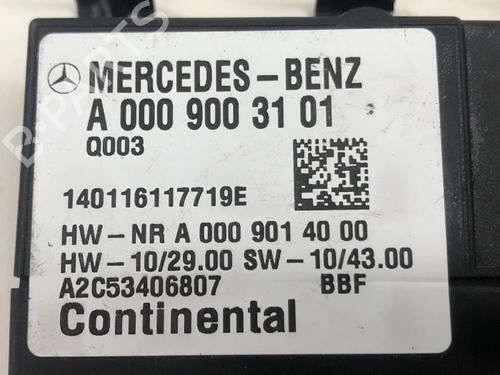 MERCEDES-BENZ
A 000 900 31 01
Q003
140116117719E
HW-NR A 000 901 40 00
HW-10/29.00 SW-10/43.00
A2C53406807 BBF
Continental
B-PARTS